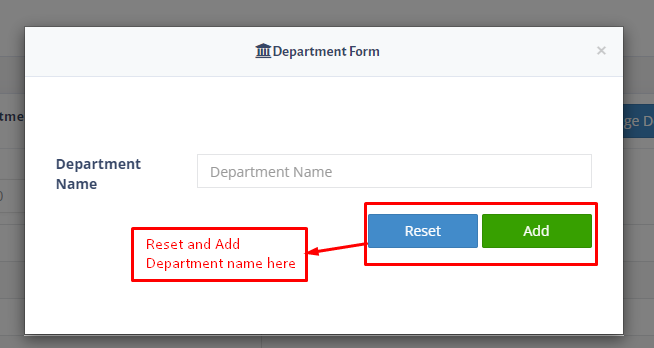 Department Form
×
tme
ge D
Department
Name
Department Name
)
Reset
Add
Reset and Add
Department name here